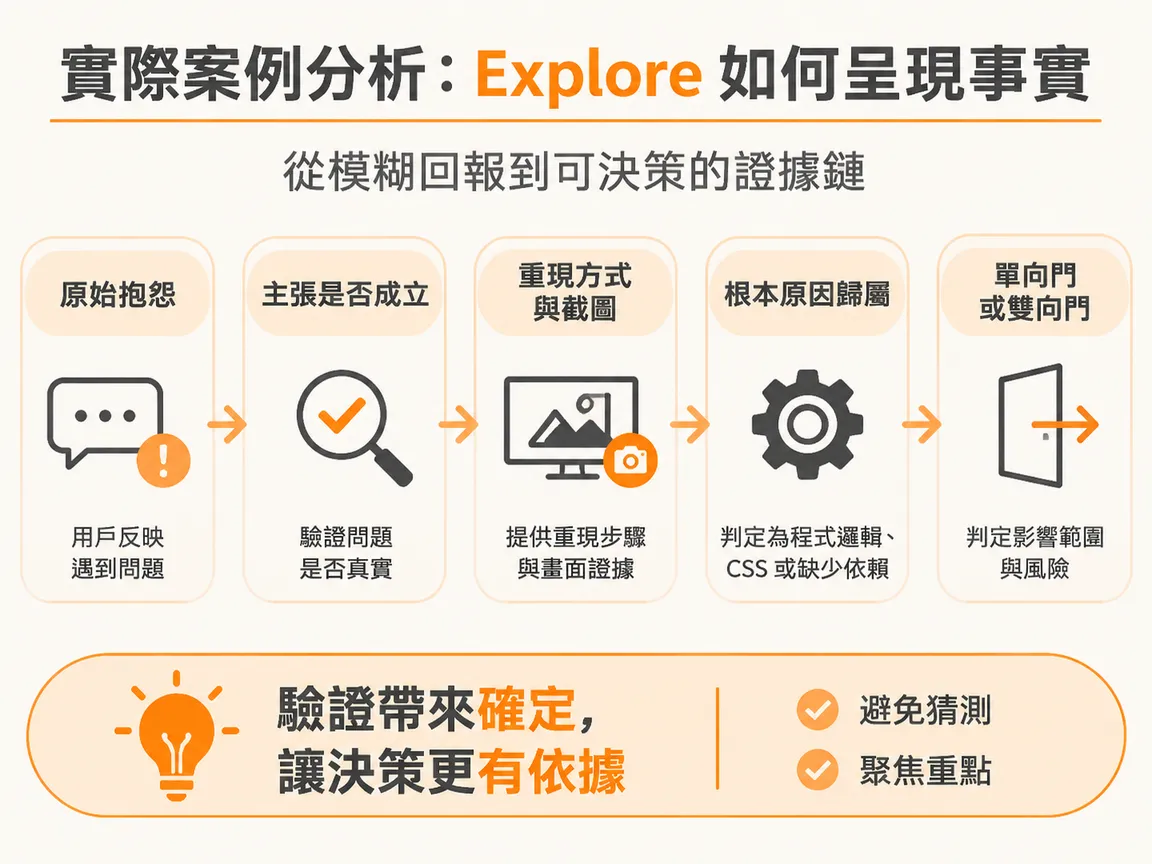 實際案例分析：Explore 如何呈現事實
從模糊回報到可決策的證據鏈
原始抱怨
用戶反映
遇到問題
主張是否成立
驗證問題
是否真實
重現方式
與截圖
提供重現步驟
與畫面證據
根本原因歸屬
判定為程式邏輯、
CSS 或缺少依賴
單向門
或雙向門
判定影響範圍
與風險
驗證帶來確定，
讓決策更有依據
避免猜測
聚焦重點